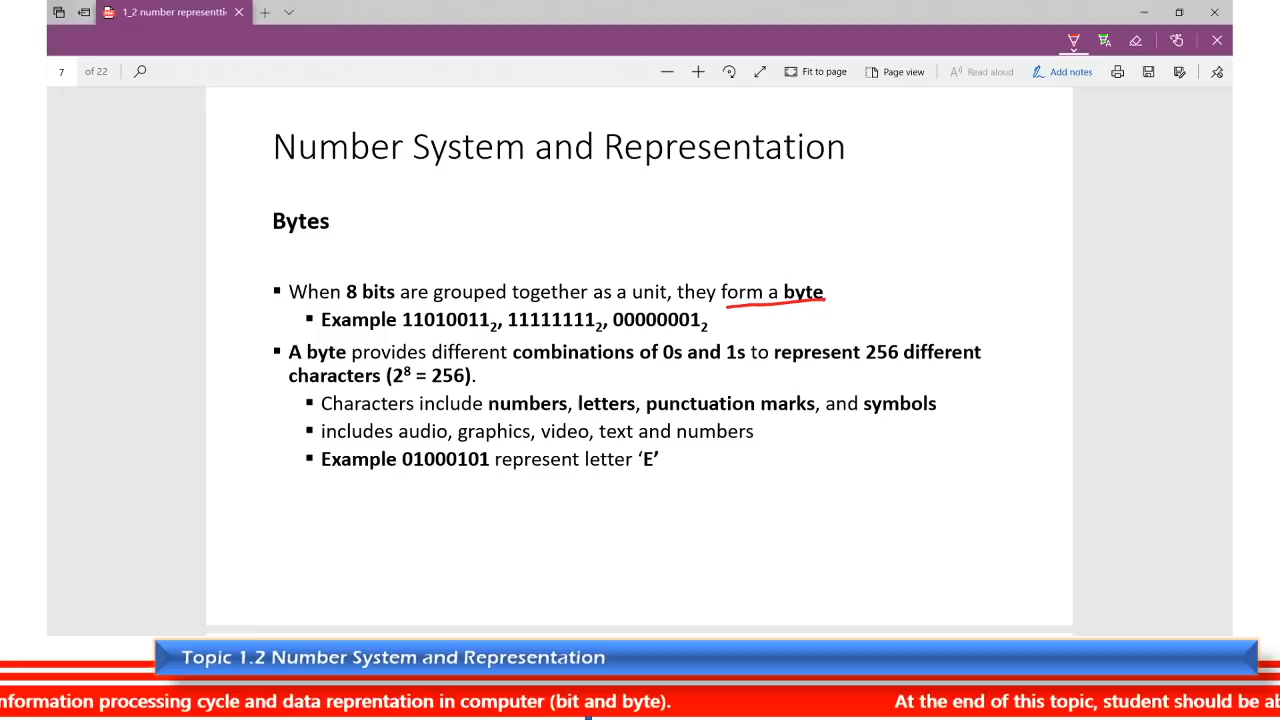 1_2 number representti
7 of 22 Fit to page Page view Read aloud Add notes
Number System and Representation
Bytes
▪ When 8 bits are grouped together as a unit, they form a byte
▪ Example 11010011₂, 11111111₂, 00000001₂
▪ A byte provides different combinations of 0s and 1s to represent 256 different
characters (2⁸ = 256).
▪ Characters include numbers, letters, punctuation marks, and symbols
▪ includes audio, graphics, video, text and numbers
▪ Example 01000101 represent letter ‘E’
Topic 1.2 Number System and Representation
nformation processing cycle and data reprentation in computer (bit and byte). At the end of this topic, student should be ab